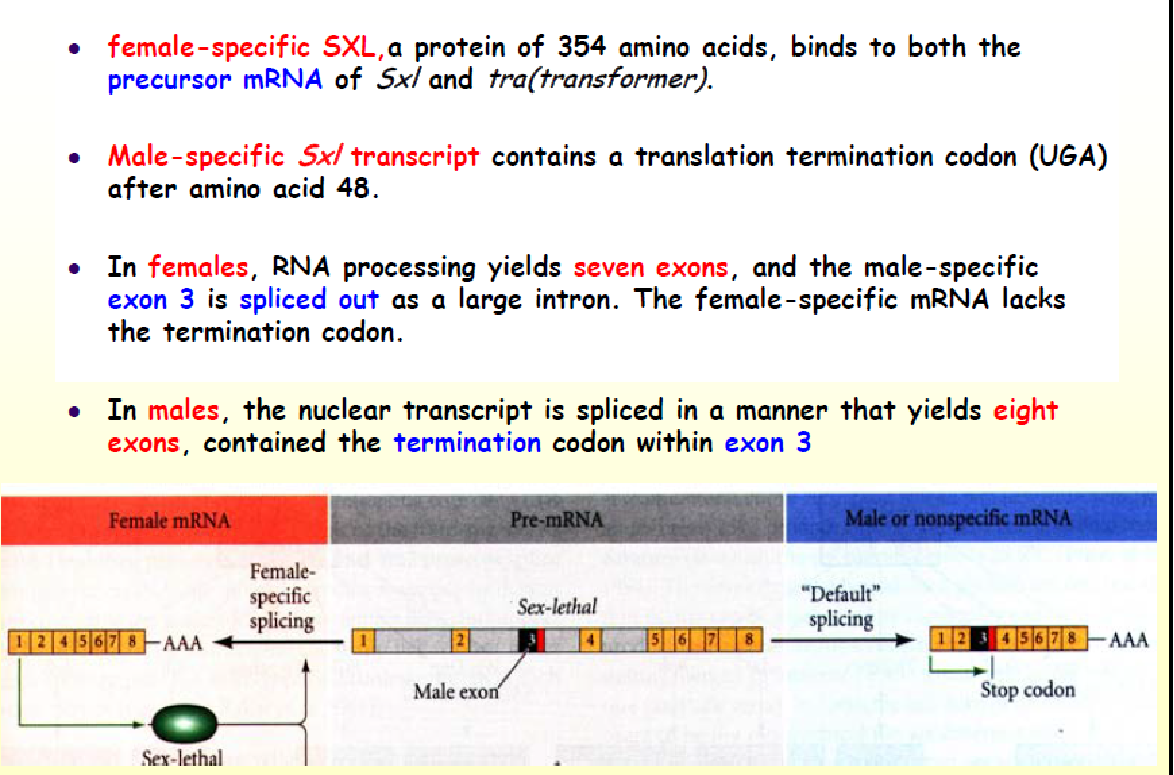 female-specific SXL,a protein of 354 amino acids, binds to both the
precursor mRNA of Sxl and tra(transformer).
Male-specific Sxl transcript contains a translation termination codon (UGA)
after amino acid 48.
In females, RNA processing yields seven exons, and the male-specific
exon 3 is spliced out as a large intron. The female-specific mRNA lacks
the termination codon.
In males, the nuclear transcript is spliced in a manner that yields eight
exons, contained the termination codon within exon 3
Female mRNA
Pre-mRNA
Male or nonspecific mRNA
Female-
specific
splicing
Sex-lethal
"Default"
splicing
1 2 4 5 6 7 8 AAA
1 2 3 4 5 6 7 8
1 2 3 4 5 6 7 8 AAA
Male exon
Stop codon
Sex-lethal